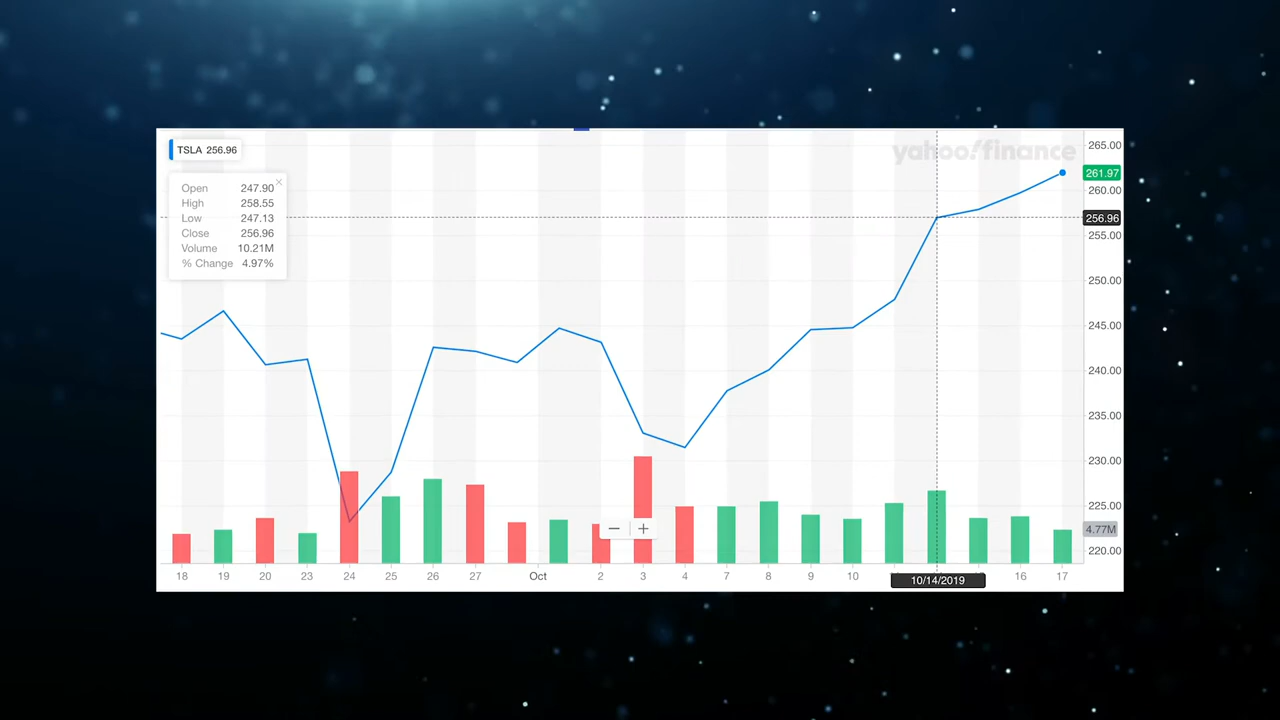 TSLA 256.96
yahoo!finance
Open 247.90
High 258.55
Low 247.13
Close 256.96
Volume 10.21M
% Change 4.97%
265.00
261.97
260.00
256.96
255.00
250.00
245.00
240.00
235.00
230.00
225.00
4.77M
220.00
18 19 20 23 24 25 26 27 Oct 2 3 4 7 8 9 10 16 17
10/14/2019